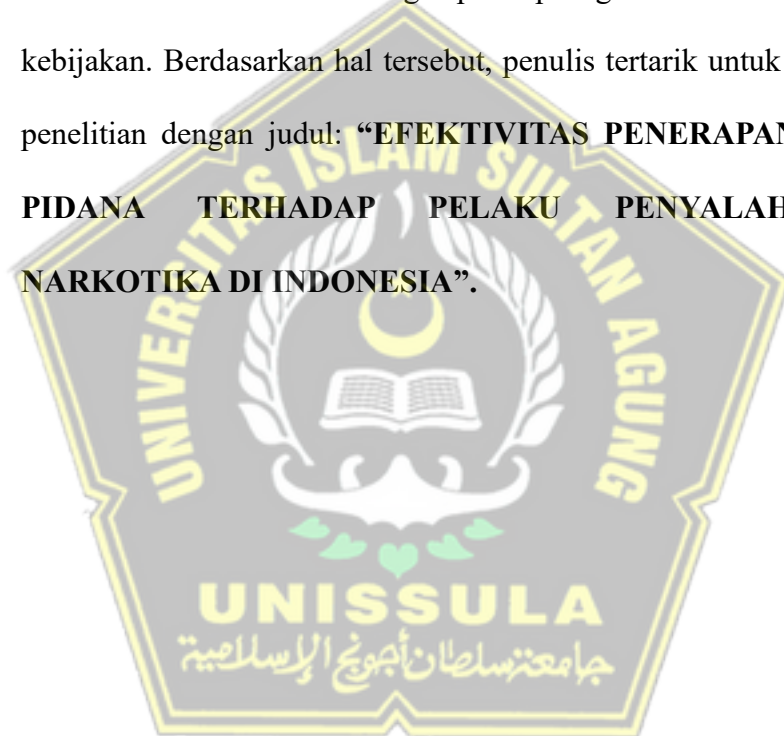 kebijakan. Berdasarkan hal tersebut, penulis tertarik untuk
penelitian dengan judul: “EFEKTIVITAS PENERAPAN
PIDANA TERHADAP PELAKU PENYALAH
NARKOTIKA DI INDONESIA”.
UNIVERSITAS ISLAM SULTAN AGUNG
UNISSULA
جامعة سلطان أجونج الإسلامية